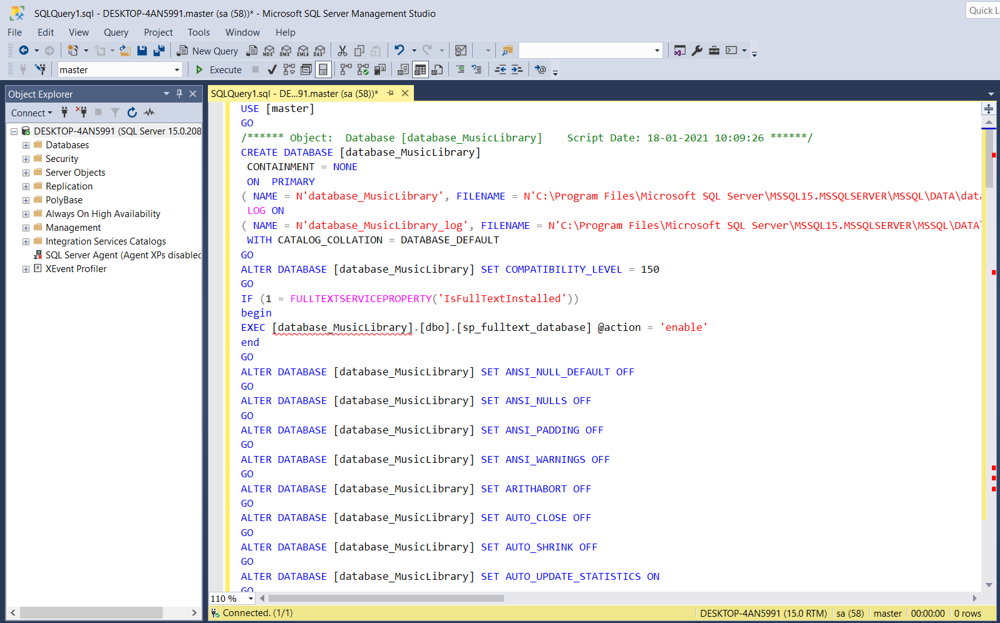 SQLQuery1.sql - DESKTOP-4AN5991.master (sa (58))* - Microsoft SQL Server Management Studio
Quick L
File Edit View Query Project Tools Window Help
New Query MDX DMX XMLA DAX
master Execute
Object Explorer
Connect
DESKTOP-4AN5991 (SQL Server 15.0.208
Databases
Security
Server Objects
Replication
PolyBase
Always On High Availability
Management
Integration Services Catalogs
SQL Server Agent (Agent XPs disabled
XEvent Profiler
SQLQuery1.sql - DE...91.master (sa (58))*
USE [master]
GO
/****** Object:  Database [database_MusicLibrary]    Script Date: 18-01-2021 10:09:26 ******/
CREATE DATABASE [database_MusicLibrary]
CONTAINMENT = NONE
ON  PRIMARY
( NAME = N'database_MusicLibrary', FILENAME = N'C:\Program Files\Microsoft SQL Server\MSSQL15.MSSQLSERVER\MSSQL\DATA\data
LOG ON
( NAME = N'database_MusicLibrary_log', FILENAME = N'C:\Program Files\Microsoft SQL Server\MSSQL15.MSSQLSERVER\MSSQL\DATA\
WITH CATALOG_COLLATION = DATABASE_DEFAULT
GO
ALTER DATABASE [database_MusicLibrary] SET COMPATIBILITY_LEVEL = 150
GO
IF (1 = FULLTEXTSERVICEPROPERTY('IsFullTextInstalled'))
begin
EXEC [database_MusicLibrary].[dbo].[sp_fulltext_database] @action = 'enable'
end
GO
ALTER DATABASE [database_MusicLibrary] SET ANSI_NULL_DEFAULT OFF
GO
ALTER DATABASE [database_MusicLibrary] SET ANSI_NULLS OFF
GO
ALTER DATABASE [database_MusicLibrary] SET ANSI_PADDING OFF
GO
ALTER DATABASE [database_MusicLibrary] SET ANSI_WARNINGS OFF
GO
ALTER DATABASE [database_MusicLibrary] SET ARITHABORT OFF
GO
ALTER DATABASE [database_MusicLibrary] SET AUTO_CLOSE OFF
GO
ALTER DATABASE [database_MusicLibrary] SET AUTO_SHRINK OFF
GO
ALTER DATABASE [database_MusicLibrary] SET AUTO_UPDATE_STATISTICS ON
GO
110 %
Connected. (1/1) DESKTOP-4AN5991 (15.0 RTM) sa (58) master 00:00:00 0 rows